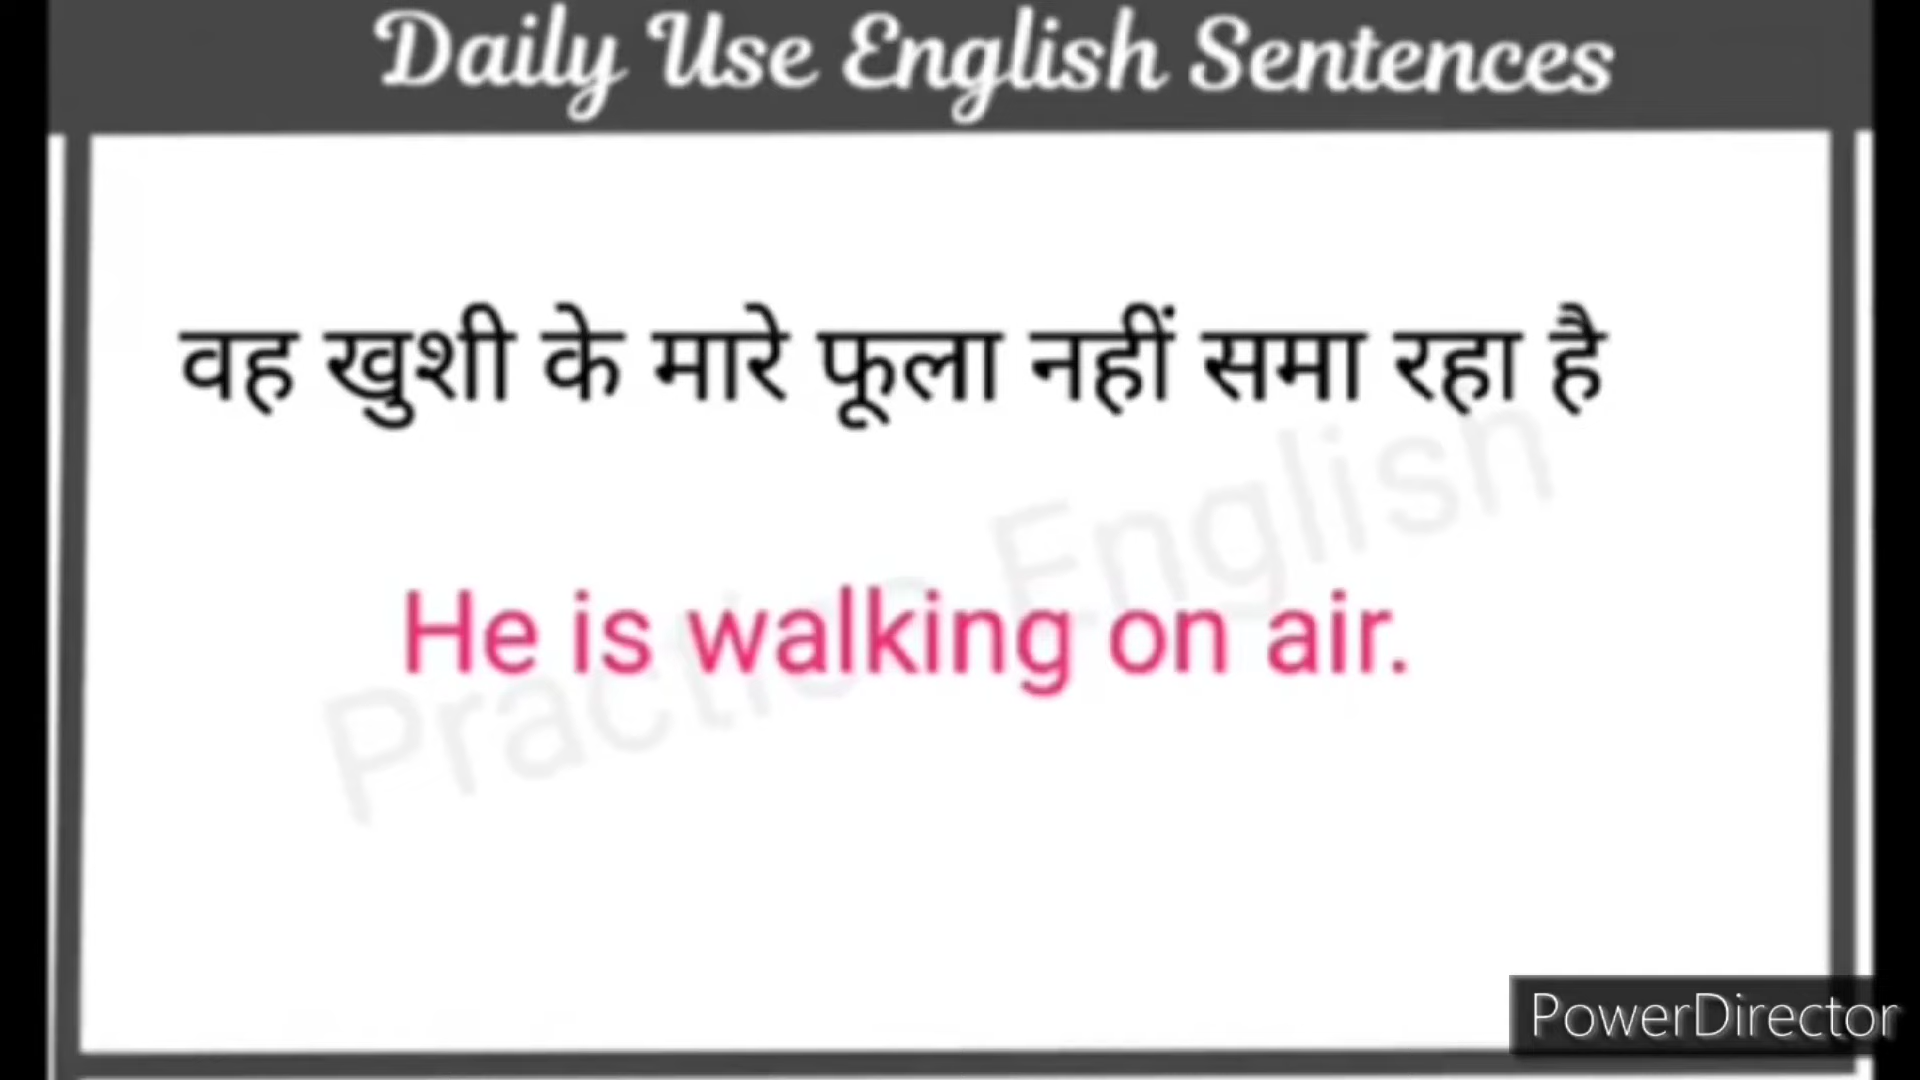 Daily Use English Sentences
वह खुशी के मारे फूला नहीं समा रहा है
He is walking on air.
Practice English
PowerDirector